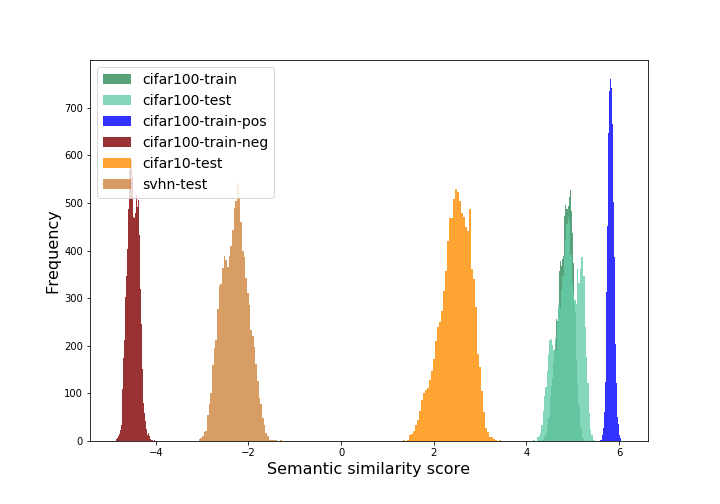 cifar100-train
cifar100-test
cifar100-train-pos
cifar100-train-neg
cifar10-test
svhn-test
700
600
500
400
300
200
100
0
Frequency
−4
−2
0
2
4
6
Semantic similarity score